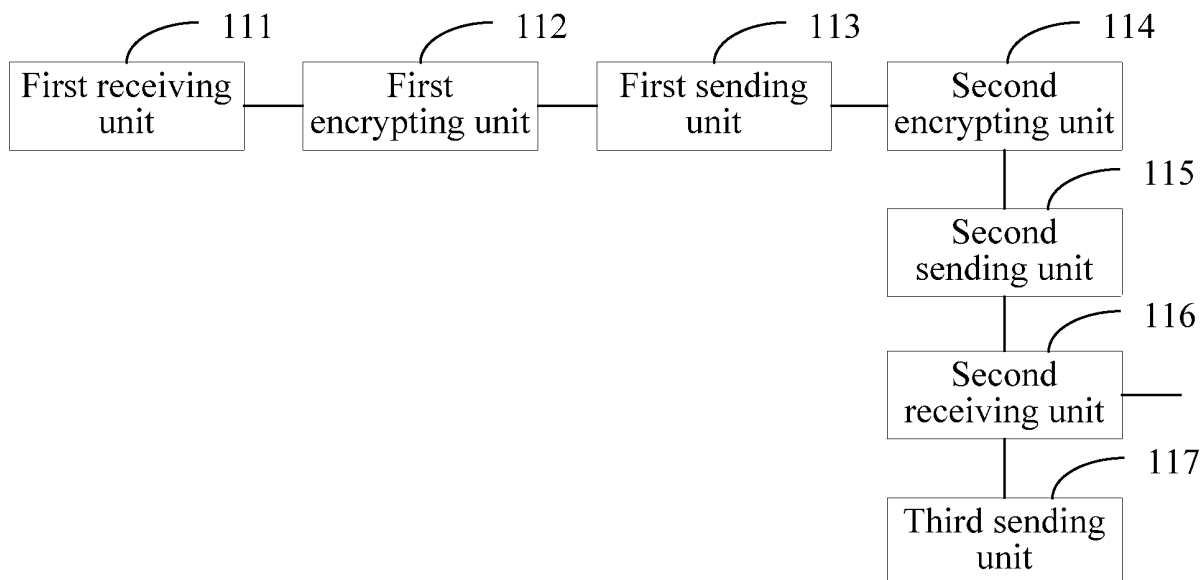 111
112
113
114
First receiving
unit
First
encrypting unit
First sending
unit
Second
encrypting unit
115
Second
sending unit
116
Second
receiving unit
117
Third sending
unit